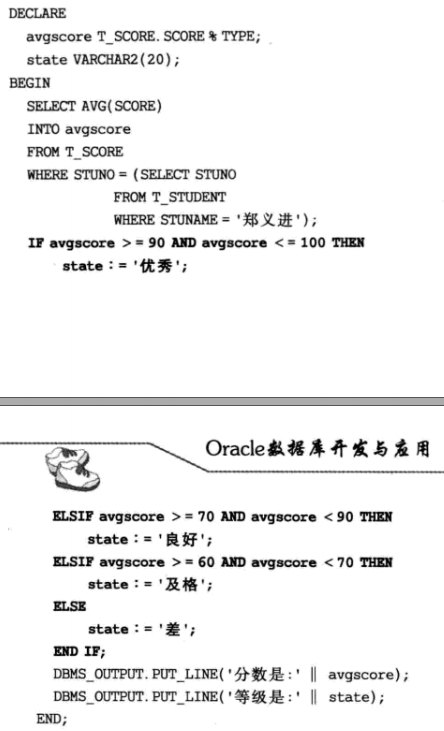 DECLARE
avgscore T_SCORE.SCORE % TYPE;
state VARCHAR2(20);
BEGIN
SELECT AVG(SCORE)
INTO avgscore
FROM T_SCORE
WHERE STUNO = (SELECT STUNO
FROM T_STUDENT
WHERE STUNAME = '郑义进');
IF avgscore >= 90 AND avgscore <= 100 THEN
state := '优秀';
Oracle数据库开发与应用
ELSIF avgscore >= 70 AND avgscore < 90 THEN
state := '良好';
ELSIF avgscore >= 60 AND avgscore < 70 THEN
state := '及格';
ELSE
state := '差';
END IF;
DBMS_OUTPUT.PUT_LINE('分数是:' || avgscore);
DBMS_OUTPUT.PUT_LINE('等级是:' || state);
END;